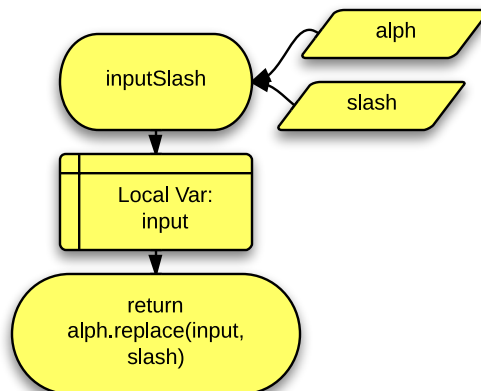 alph
inputSlash
slash
Local Var:
input
return
alph.replace(input,
slash)